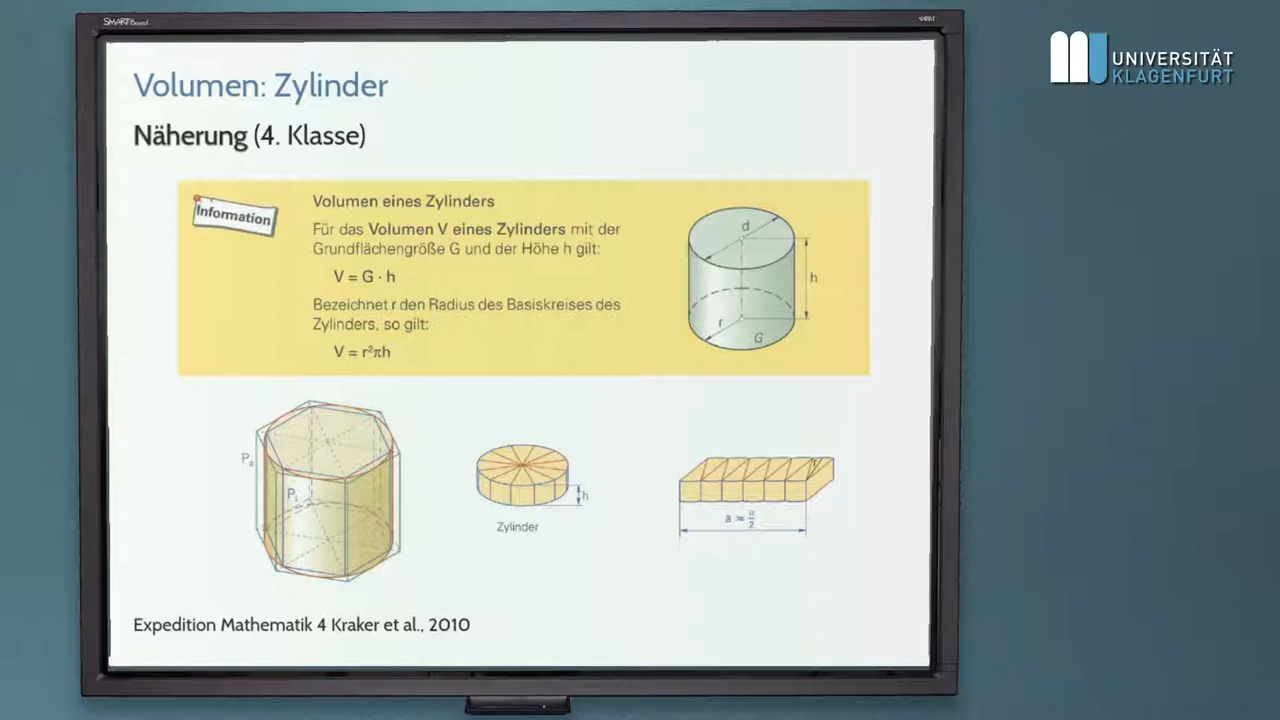 SMART Board
UNIVERSITÄT
KLAGENFURT
Volumen: Zylinder
Näherung (4. Klasse)
Information
Volumen eines Zylinders
Für das Volumen V eines Zylinders mit der
Grundflächengröße G und der Höhe h gilt:
V = G · h
Bezeichnet r den Radius des Basiskreises des
Zylinders, so gilt:
V = r²πh
d
h
r
G
P
P
h
Zylinder
r
Expedition Mathematik 4 Kraker et al., 2010